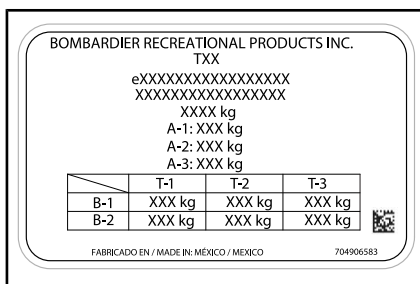 BOMBARDIER RECREATIONAL PRODUCTS INC.
TXX
eXXXXXXXXXXXXXXXXX
XXXXXXXXXXXXXXXXX
XXXX kg
A-1: XXX kg
A-2: XXX kg
A-3: XXX kg
T-1 T-2 T-3
B-1 XXX kg XXX kg XXX kg
B-2 XXX kg XXX kg XXX kg
FABRICADO EN / MADE IN: MÉXICO / MEXICO 704906583